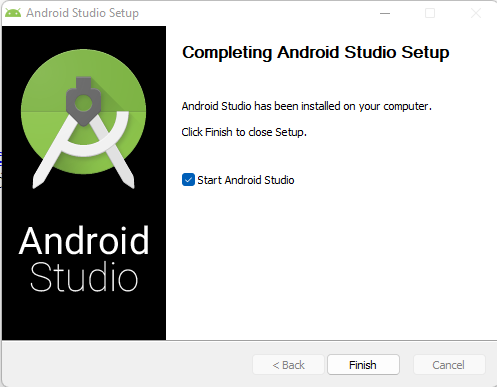 Android Studio Setup
Completing Android Studio Setup
Android Studio has been installed on your computer.
Click Finish to close Setup.
Start Android Studio
Android
Studio
< Back
Finish
Cancel